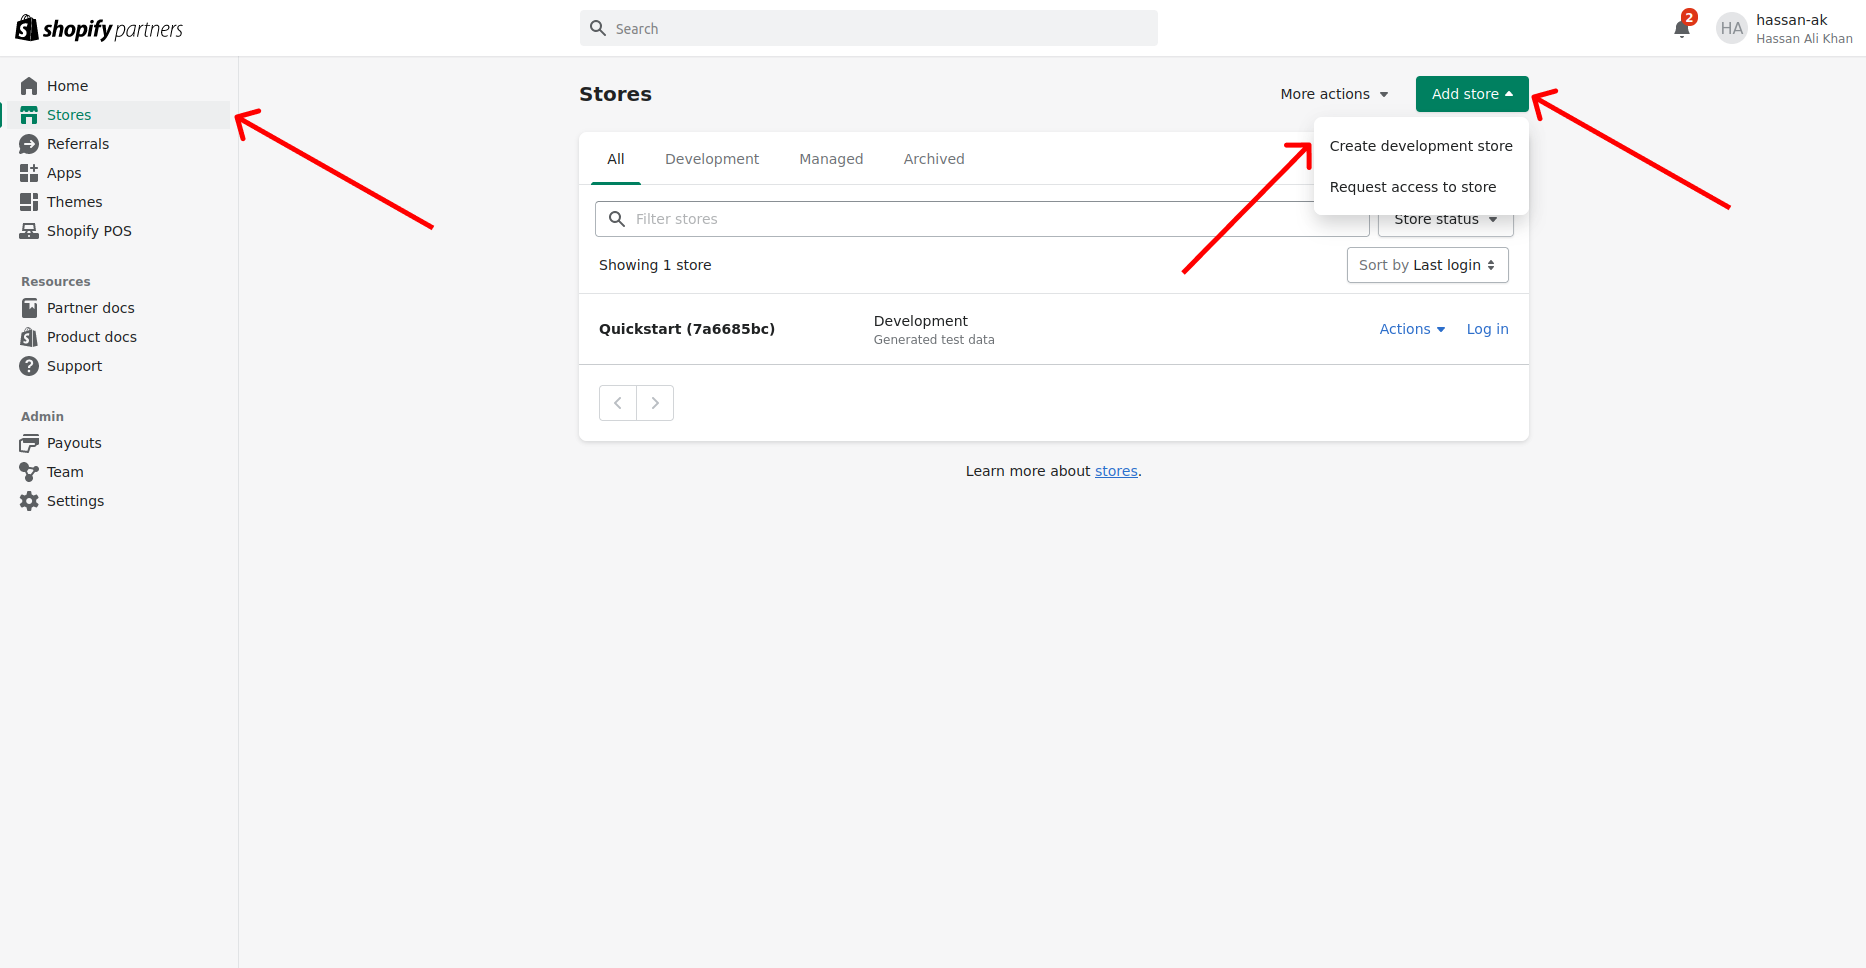 shopify partners
Search
2
HA
hassan-ak
Hassan Ali Khan
Home
Stores
Referrals
Apps
Themes
Shopify POS
Resources
Partner docs
Product docs
Support
Admin
Payouts
Team
Settings
Stores
More actions
Add store
Create development store
Request access to store
All Development Managed Archived
Filter stores
Store status
Showing 1 store
Sort by Last login
Quickstart (7a6685bc)
Development
Generated test data
Actions
Log in
Learn more about stores.